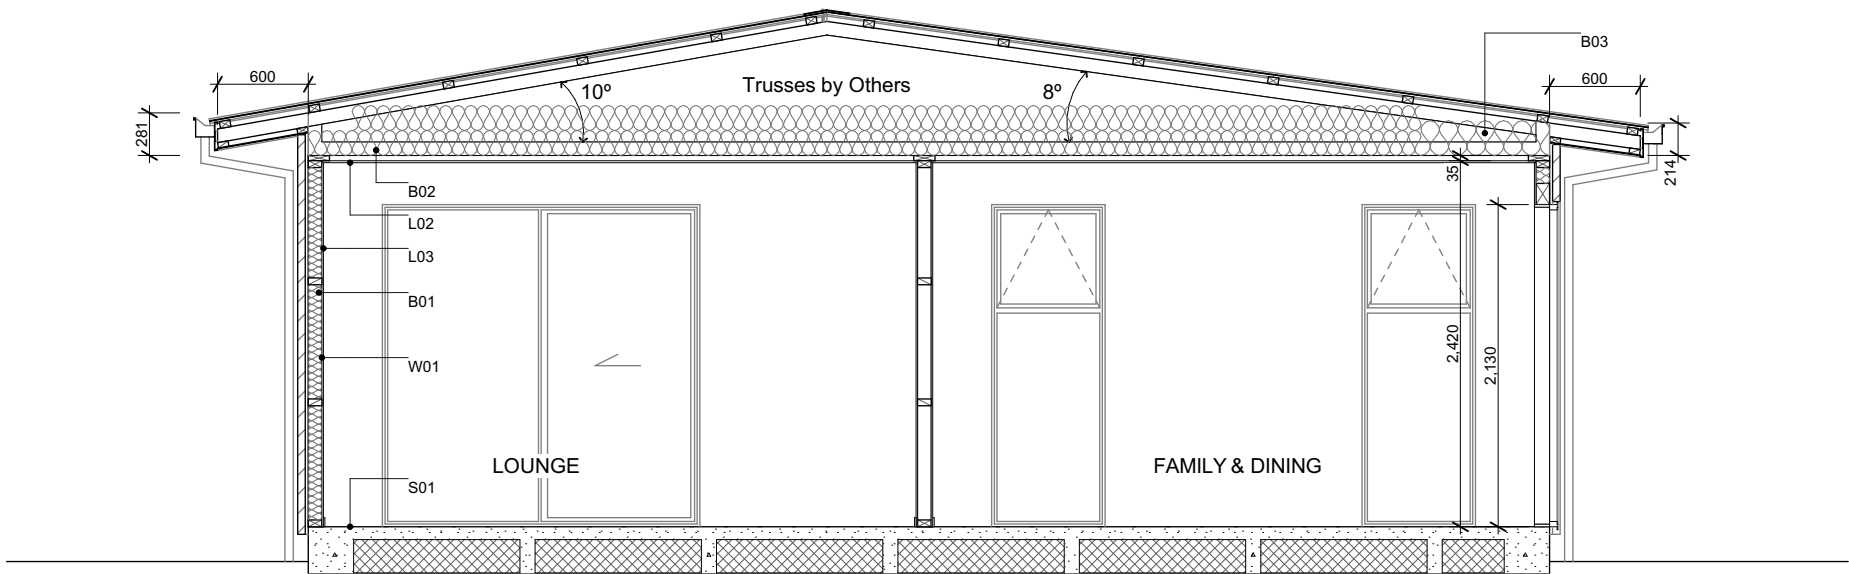 B03
600
600
Trusses by Others
10º
8º
281
35
214
B02
L02
L03
B01
2,420
2,130
W01
LOUNGE
FAMILY & DINING
S01